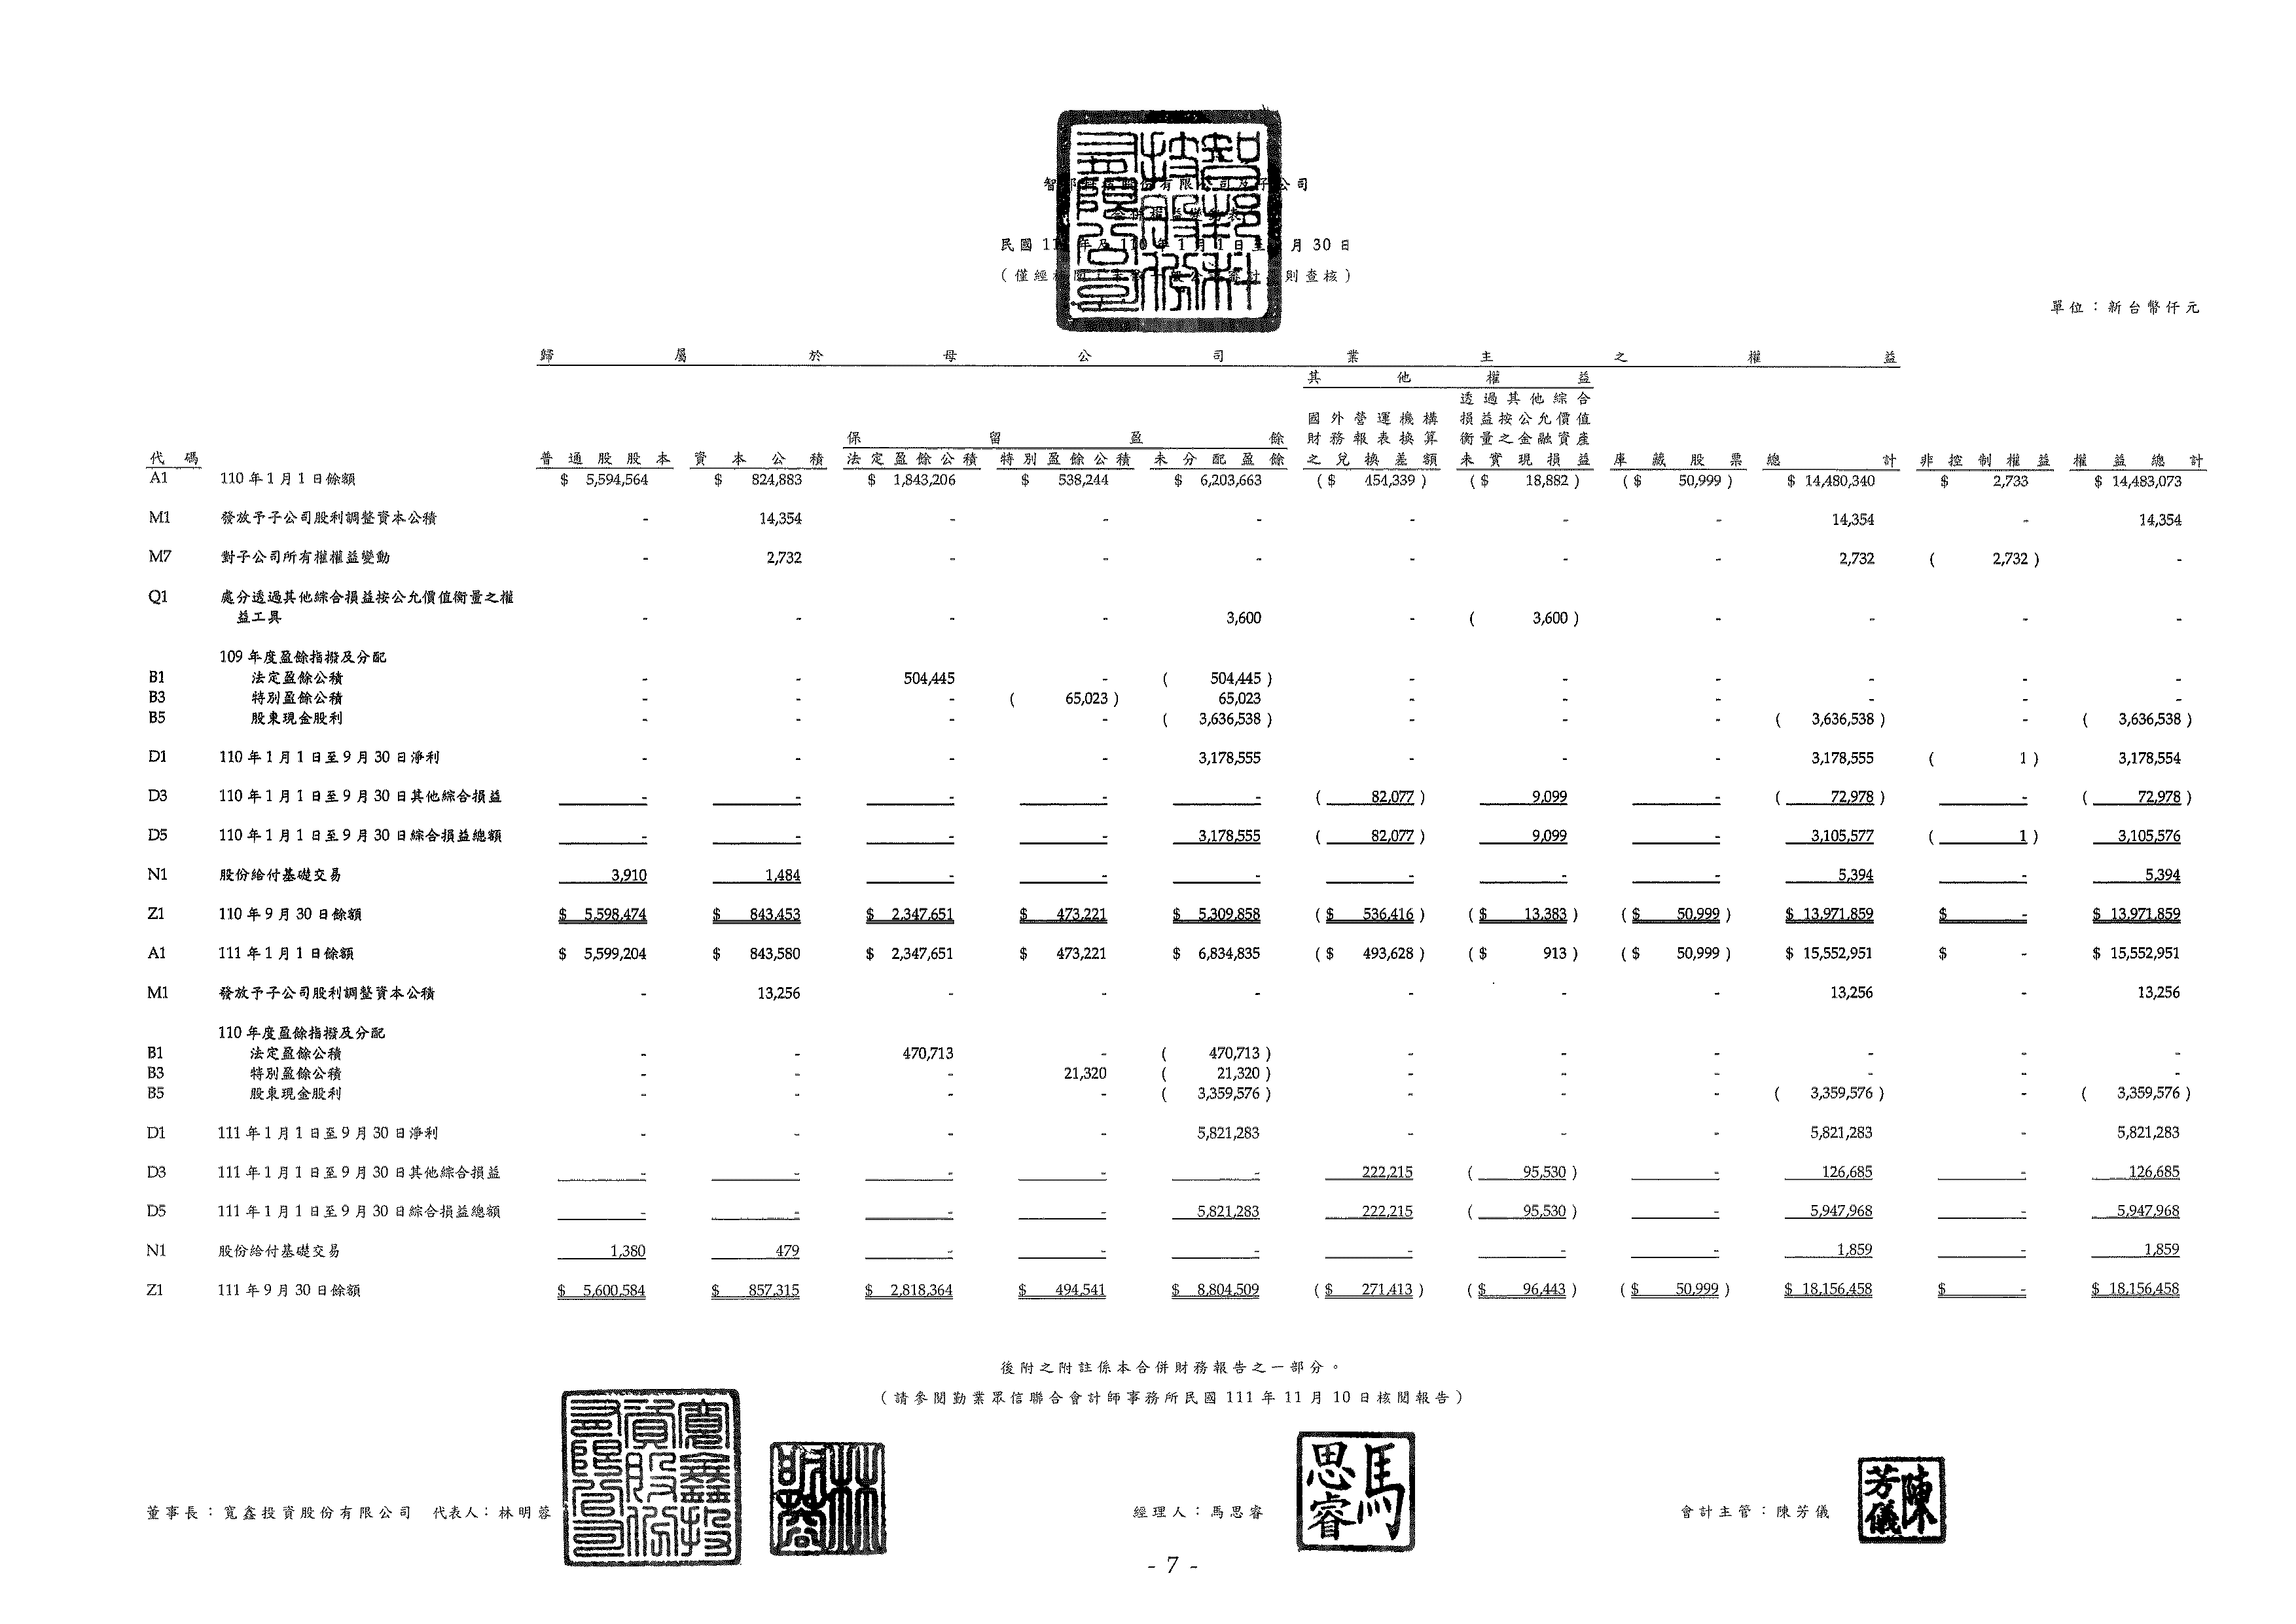 智邦科技股份有限公司及子公司
合併權益變動表
民國 111 年及 110 年 1 月 1 日至 9 月 30 日
（僅經核閱，未依一般公認審計準則查核）
單位：新台幣仟元
歸屬於母公司業主之權益
其他權益
透過其他綜合
國外營運機構 損益按公允價值
保留盈餘 財務報表換算 衡量之金融資產
代碼 普通股股本 資本公積 法定盈餘公積 特別盈餘公積 未分配盈餘 之兌換差額 未實現損益 庫藏股票 總計 非控制權益 權益總計
A1 110 年 1 月 1 日餘額 $ 5,594,564 $ 824,883 $ 1,843,206 $ 538,244 $ 6,203,663 ( $ 454,339 ) ( $ 18,882 ) ( $ 50,999 ) $ 14,480,340 $ 2,733 $ 14,483,073
M1 發放予子公司股利調整資本公積 - 14,354 - - - - - - 14,354 - 14,354
M7 對子公司所有權權益變動 - 2,732 - - - - - - 2,732 ( 2,732 ) -
Q1 處分透過其他綜合損益按公允價值衡量之權
益工具 - - - - 3,600 - ( 3,600 ) - - - -
109 年度盈餘指撥及分配
B1 法定盈餘公積 - - 504,445 - ( 504,445 ) - - - - - -
B3 特別盈餘公積 - - - ( 65,023 ) 65,023 - - - - - -
B5 股東現金股利 - - - - ( 3,636,538 ) - - - ( 3,636,538 ) - ( 3,636,538 )
D1 110 年 1 月 1 日至 9 月 30 日淨利 - - - - 3,178,555 - - - 3,178,555 ( 1 ) 3,178,554
D3 110 年 1 月 1 日至 9 月 30 日其他綜合損益 - - - - - ( 82,077 ) 9,099 - ( 72,978 ) - ( 72,978 )
D5 110 年 1 月 1 日至 9 月 30 日綜合損益總額 - - - - 3,178,555 ( 82,077 ) 9,099 - 3,105,577 ( 1 ) 3,105,576
N1 股份給付基礎交易 3,910 1,484 - - - - - - 5,394 - 5,394
Z1 110 年 9 月 30 日餘額 $ 5,598,474 $ 843,453 $ 2,347,651 $ 473,221 $ 5,309,858 ( $ 536,416 ) ( $ 13,383 ) ( $ 50,999 ) $ 13,971,859 $ - $ 13,971,859
A1 111 年 1 月 1 日餘額 $ 5,599,204 $ 843,580 $ 2,347,651 $ 473,221 $ 6,834,835 ( $ 493,628 ) ( $ 913 ) ( $ 50,999 ) $ 15,552,951 $ - $ 15,552,951
M1 發放予子公司股利調整資本公積 - 13,256 - - - - - - 13,256 - 13,256
110 年度盈餘指撥及分配
B1 法定盈餘公積 - - 470,713 - ( 470,713 ) - - - - - -
B3 特別盈餘公積 - - - 21,320 ( 21,320 ) - - - - - -
B5 股東現金股利 - - - - ( 3,359,576 ) - - - ( 3,359,576 ) - ( 3,359,576 )
D1 111 年 1 月 1 日至 9 月 30 日淨利 - - - - 5,821,283 - - - 5,821,283 - 5,821,283
D3 111 年 1 月 1 日至 9 月 30 日其他綜合損益 - - - - - 222,215 ( 95,530 ) - 126,685 - 126,685
D5 111 年 1 月 1 日至 9 月 30 日綜合損益總額 - - - - 5,821,283 222,215 ( 95,530 ) - 5,947,968 - 5,947,968
N1 股份給付基礎交易 1,380 479 - - - - - - 1,859 - 1,859
Z1 111 年 9 月 30 日餘額 $ 5,600,584 $ 857,315 $ 2,818,364 $ 494,541 $ 8,804,509 ( $ 271,413 ) ( $ 96,443 ) ( $ 50,999 ) $ 18,156,458 $ - $ 18,156,458
後附之附註係本合併財務報告之一部分。
（請參閱勤業眾信聯合會計師事務所民國 111 年 11 月 10 日核閱報告）
董事長：寬鑫投資股份有限公司 代表人：林明蓉 經理人：馬思睿 馬思睿 會計主管：陳芳儀 陳芳儀
- 7 -